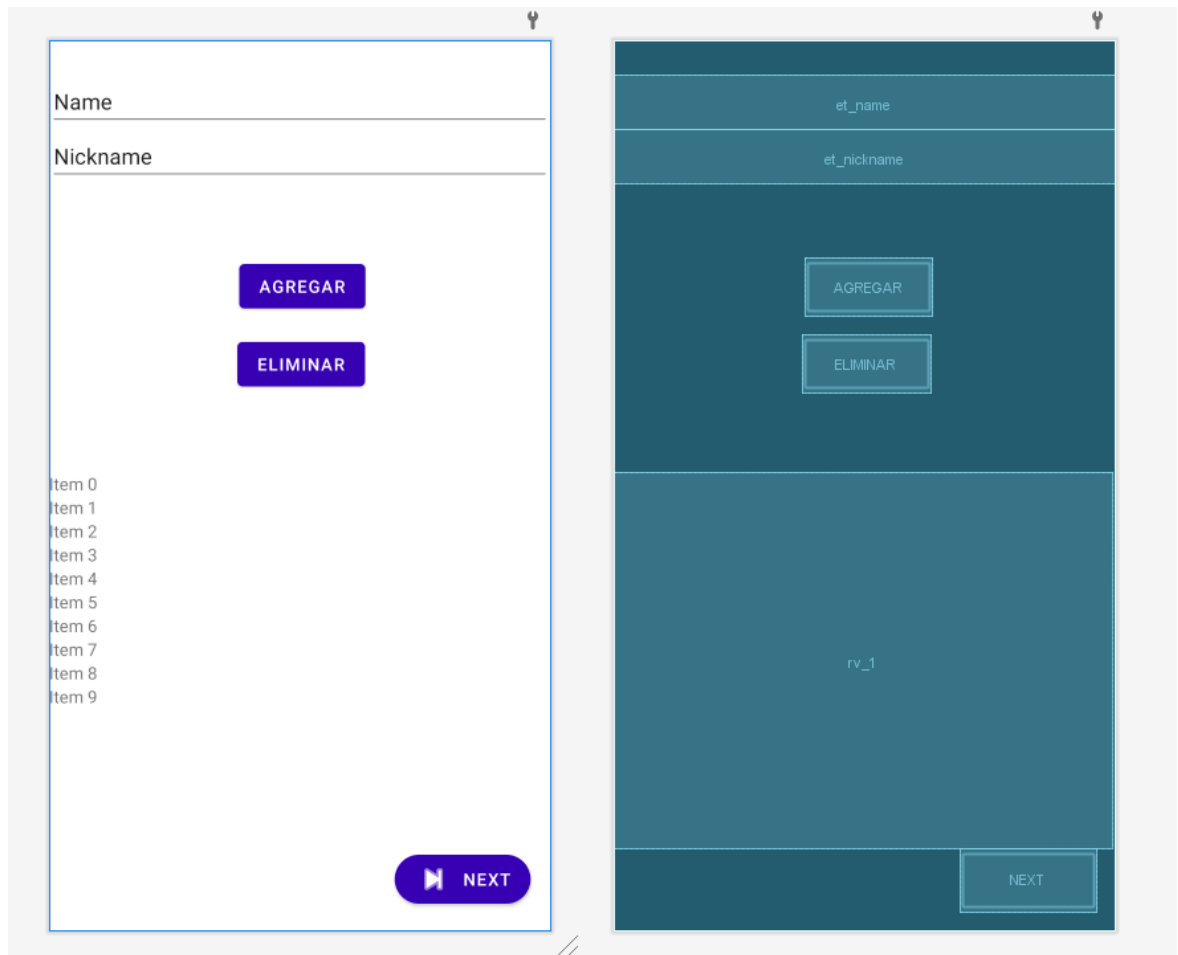 Name
Nickname
AGREGAR
ELIMINAR
Item 0
Item 1
Item 2
Item 3
Item 4
Item 5
Item 6
Item 7
Item 8
Item 9
NEXT
et_name
et_nickname
AGREGAR
ELIMINAR
rv_1
NEXT